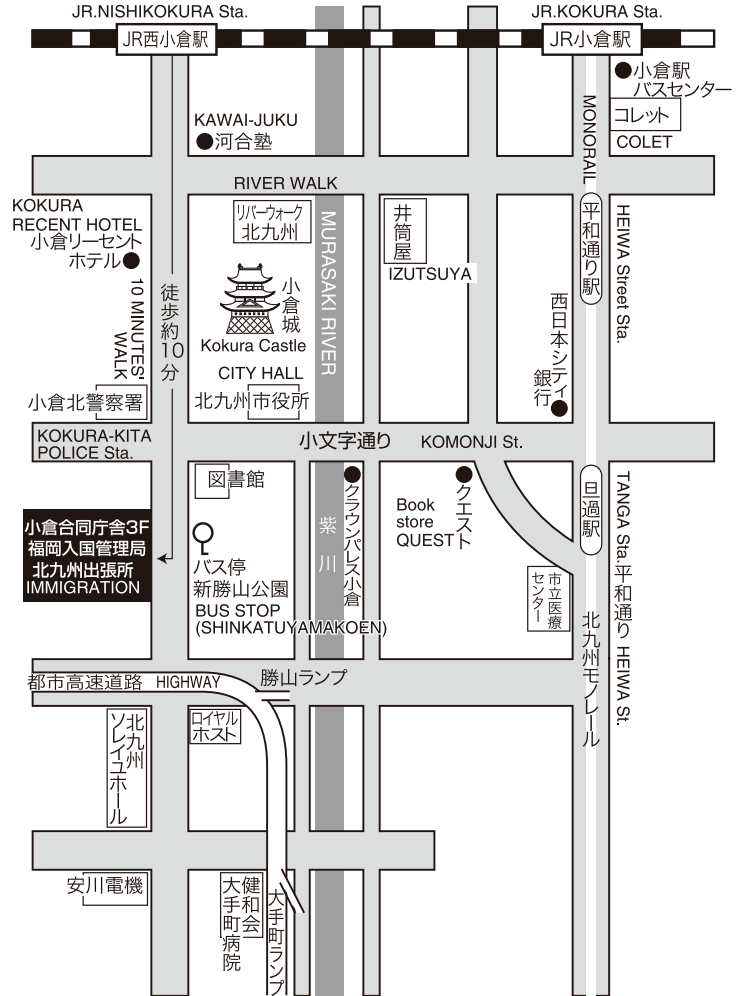 JR.NISHIKOKURA Sta.
JR.KOKURA Sta.
JR西小倉駅
JR小倉駅
小倉駅
バスセンター
コレット
COLET
MONORAIL
KAWAI-JUKU
河合塾
RIVER WALK
リバーウォーク
北九州
MURASAKI RIVER
井筒屋
IZUTSUYA
平和通り駅
HEIWA Street Sta.
KOKURA
RECENT HOTEL
小倉リーセント
ホテル
10 MINUTES'
WALK
徒歩約10分
小倉城
Kokura Castle
CITY HALL
北九州市役所
西日本シティ
銀行
小倉北警察署
KOKURA-KITA
POLICE Sta.
小文字通り
KOMONJI St.
図書館
クラウンパレス小倉
クエスト
Book
store
QUEST
旦過駅
TANGA Sta.
小倉合同庁舎3F
福岡入国管理局
北九州出張所
IMMIGRATION
バス停
新勝山公園
BUS STOP
(SHINKATUYAMAKOEN)
紫川
市立医療
センター
平和通り HEIWA St.
北九州モノレール
都市高速道路 HIGHWAY
勝山ランプ
ロイヤル
ホスト
北九州
ソレイユホール
安川電機
健和会
大手町病院
大手町ランプ